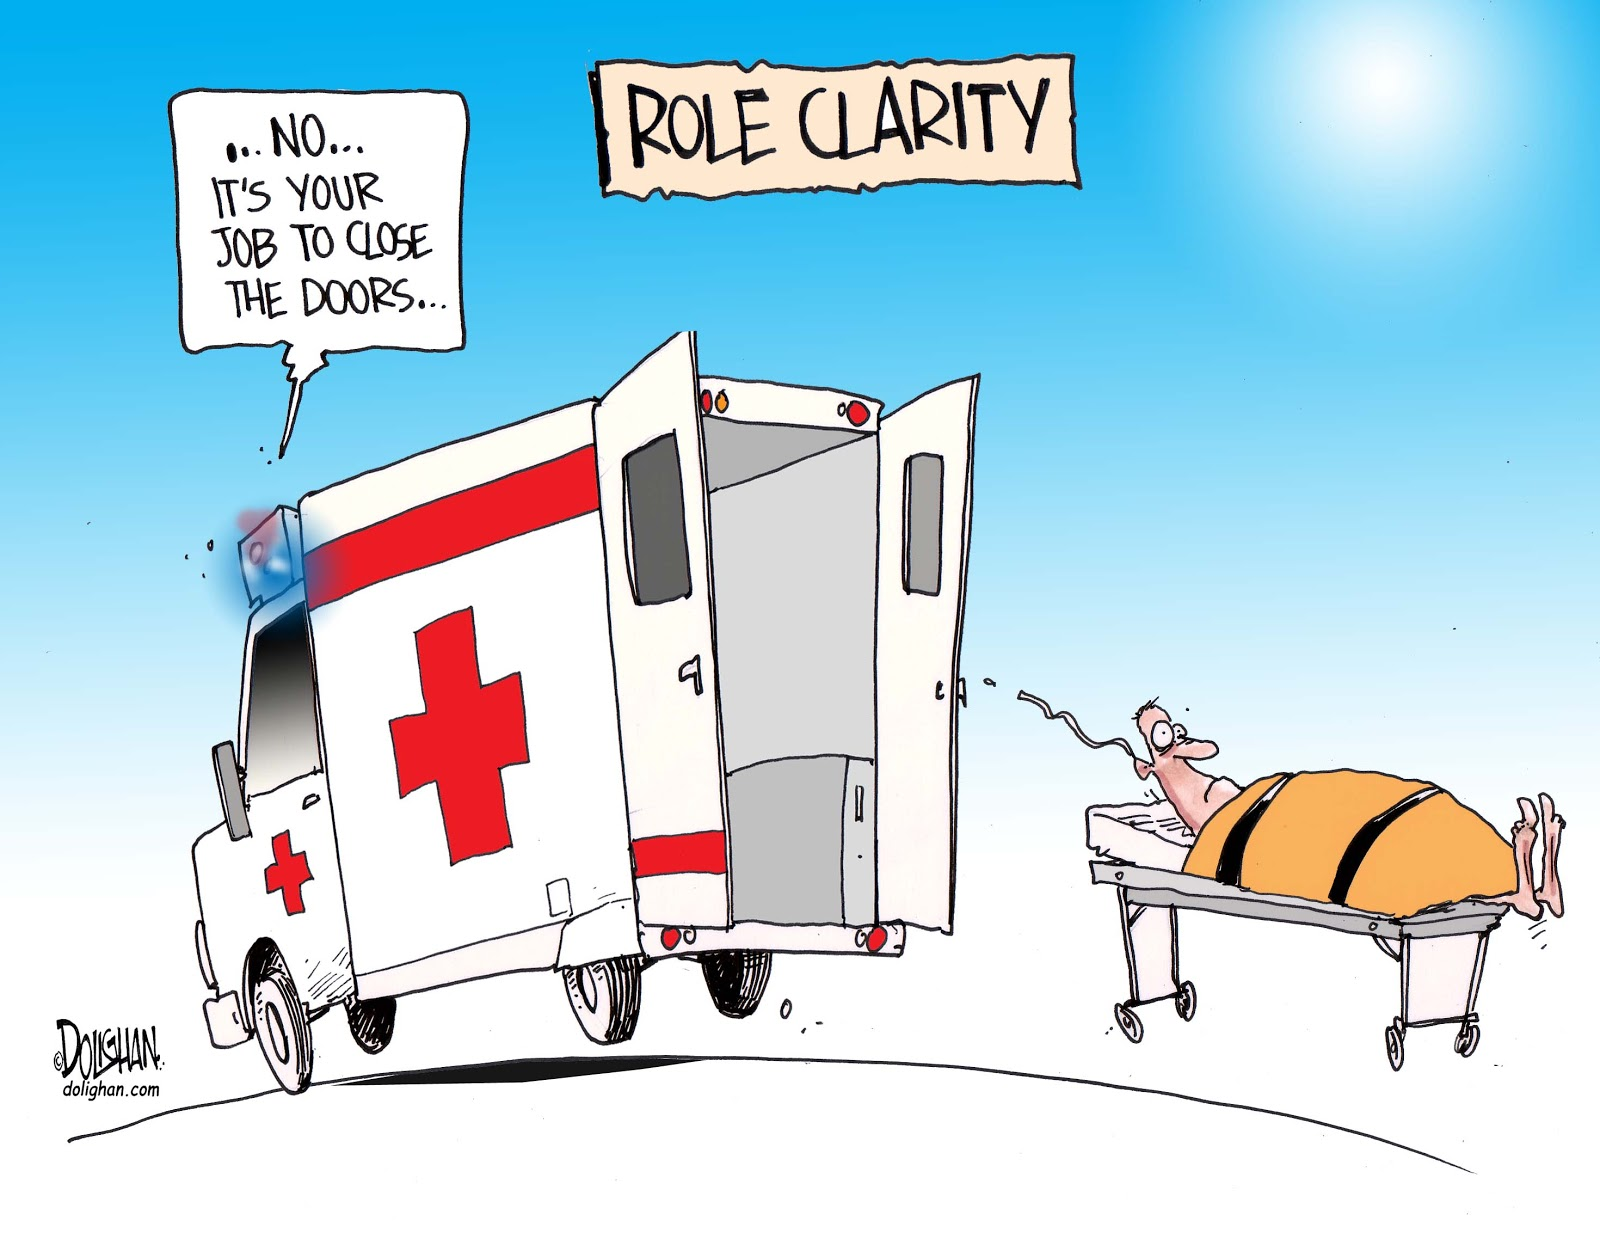 ROLE CLARITY
... NO...
IT'S YOUR
JOB TO CLOSE
THE DOORS...
©DOLIGHAN.
dolighan.com